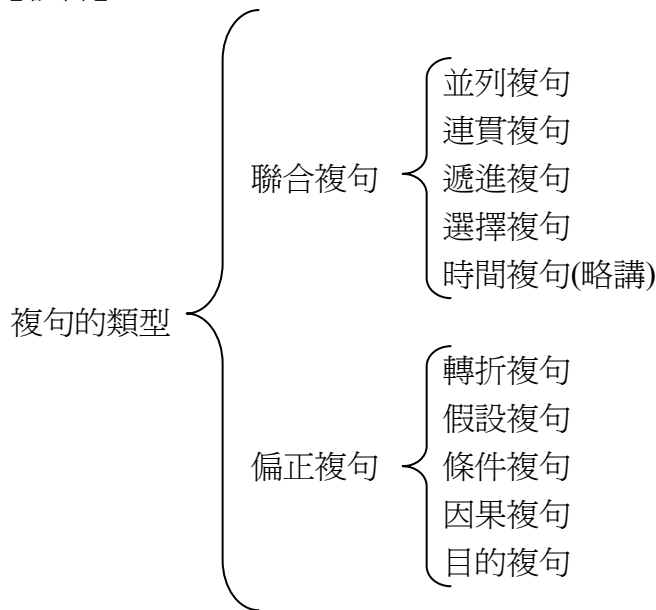 複句的類型
聯合複句
並列複句
連貫複句
遞進複句
選擇複句
時間複句(略講)
偏正複句
轉折複句
假設複句
條件複句
因果複句
目的複句